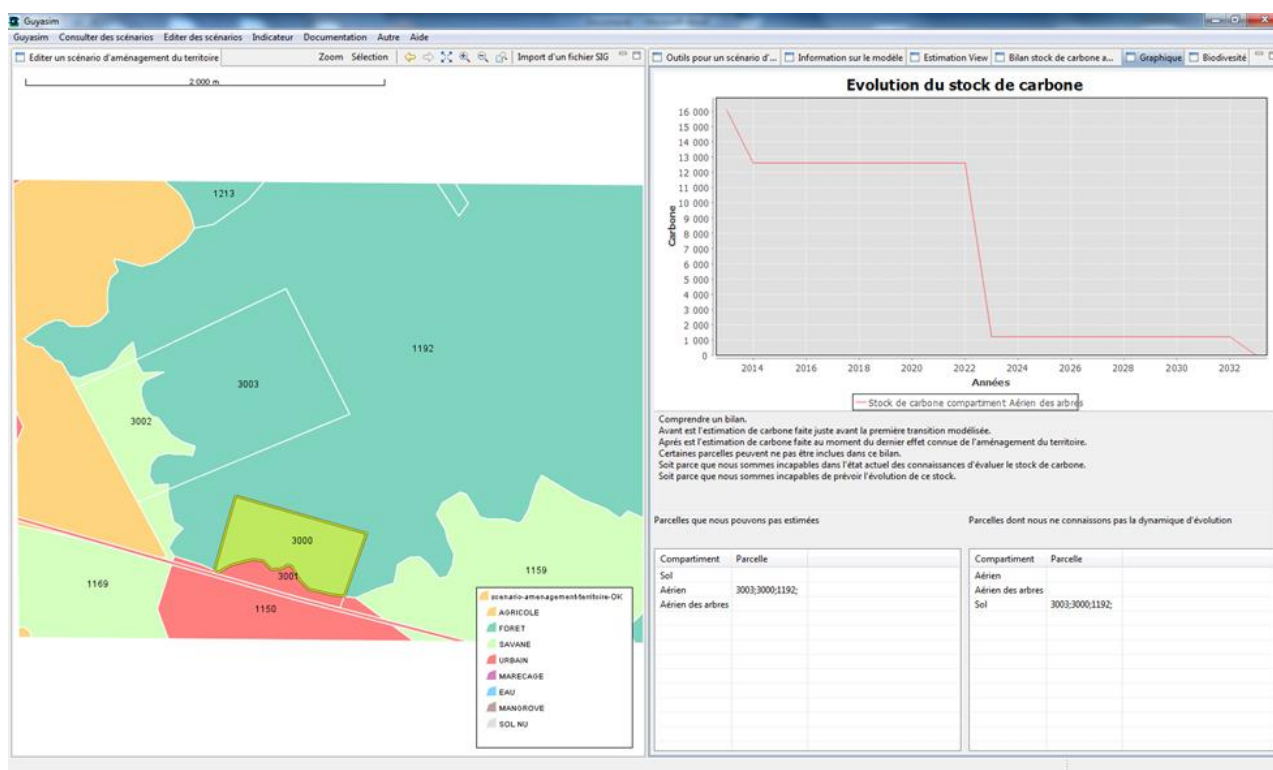 Guyasim
Guyasim Consulter des scénarios Editer des scénarios Indicateur Documentation Autre Aide
Editer un scénario d'aménagement du territoire Zoom Sélection Import d'un fichier SIG
2 000 m
1213
1192
3003
3002
3000
3001
1169
1150
1159
scenario-amenagement-territoire-OK
AGRICOLE
FORET
SAVANE
URBAIN
MARECAGE
EAU
MANGROVE
SOL NU
Outils pour un scénario d'... Information sur le modèle Estimation View Bilan stock de carbone a... Graphique Biodivesité
Evolution du stock de carbone
16 000
15 000
14 000
13 000
12 000
11 000
10 000
9 000
8 000
7 000
6 000
5 000
4 000
3 000
2 000
1 000
0
Carbone
2014 2016 2018 2020 2022 2024 2026 2028 2030 2032
Années
Stock de carbone compartiment Aérien des arbres
Comprendre un bilan.
Avant est l'estimation de carbone faite juste avant la première transition modélisée.
Aprés est l'estimation de carbone faite au moment du dernier effet connue de l'aménagement du territoire.
Certaines parcelles peuvent ne pas être inclues dans ce bilan.
Soit parce que nous sommes incapables dans l'état actuel des connaissances d'évaluer le stock de carbone.
Soit parce que nous sommes incapables de prévoir l'évolution de ce stock.
Parcelles que nous pouvons pas estimées
Compartiment Parcelle
Sol
Aérien 3003;3000;1192;
Aérien des arbres
Parcelles dont nous ne connaissons pas la dynamique d'évolution
Compartiment Parcelle
Aérien
Aérien des arbres
Sol 3003;3000;1192;